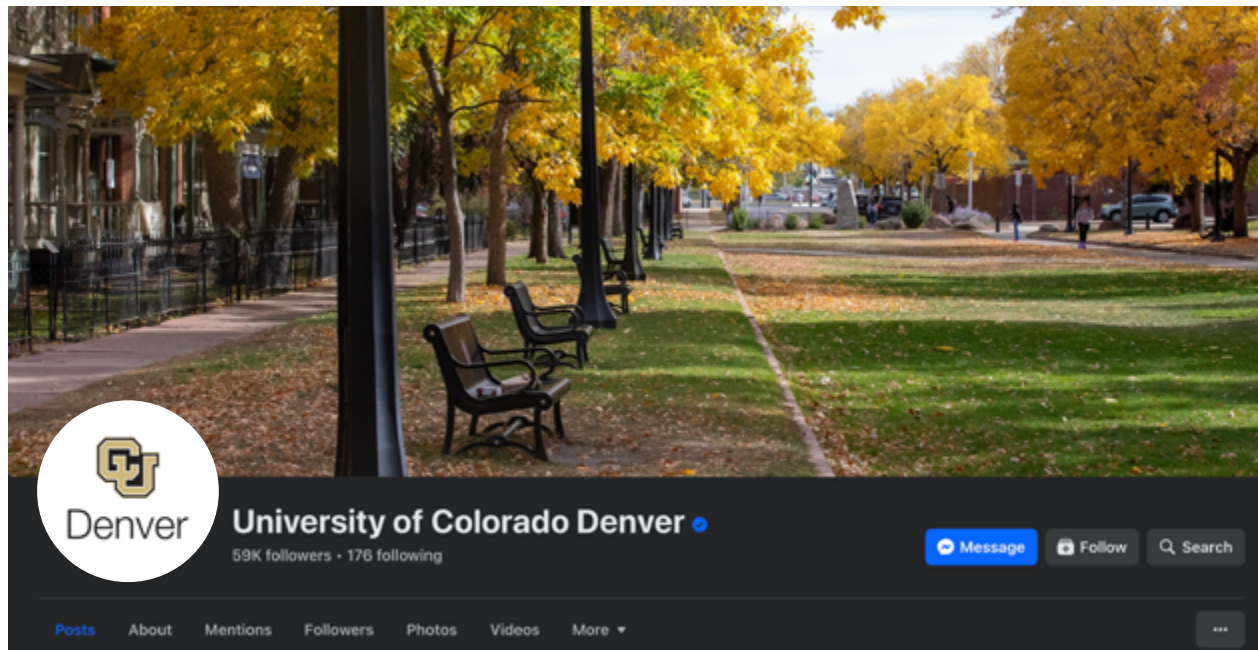 CU
Denver
University of Colorado Denver
59K followers • 176 following
Message
Follow
Search
Posts
About
Mentions
Followers
Photos
Videos
More